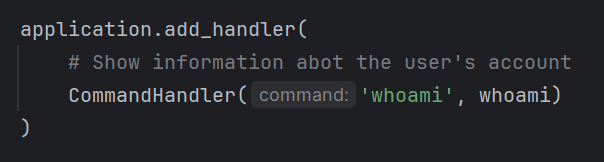 application.add_handler(
# Show information abot the user's account
CommandHandler(command: 'whoami', whoami)
)